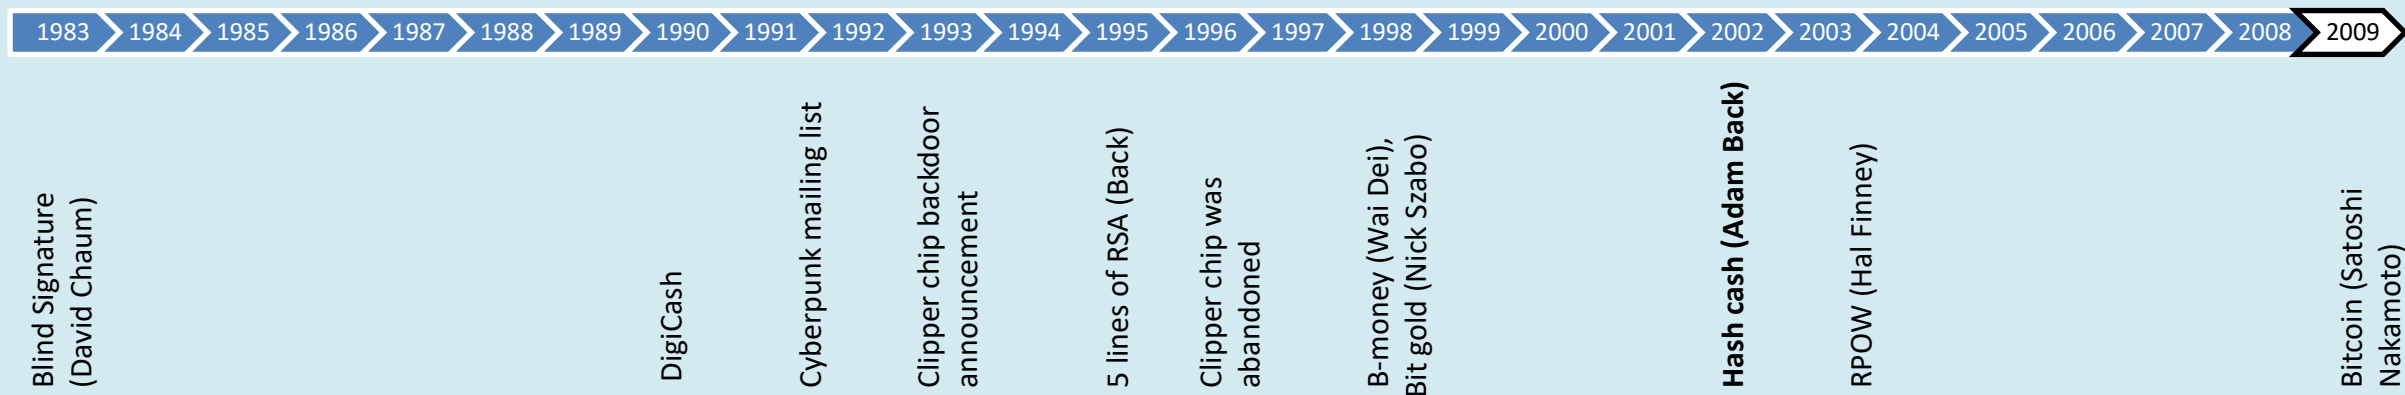 1983 1984 1985 1986 1987 1988 1989 1990 1991 1992 1993 1994 1995 1996 1997 1998 1999 2000 2001 2002 2003 2004 2005 2006 2007 2008 2009
Blind Signature
(David Chaum)
DigiCash
Cyberpunk mailing list
Clipper chip backdoor
announcement
5 lines of RSA (Back)
Clipper chip was
abandoned
B-money (Wai Dei),
Bit gold (Nick Szabo)
Hash cash (Adam Back)
RPOW (Hal Finney)
Bitcoin (Satoshi
Nakamoto)